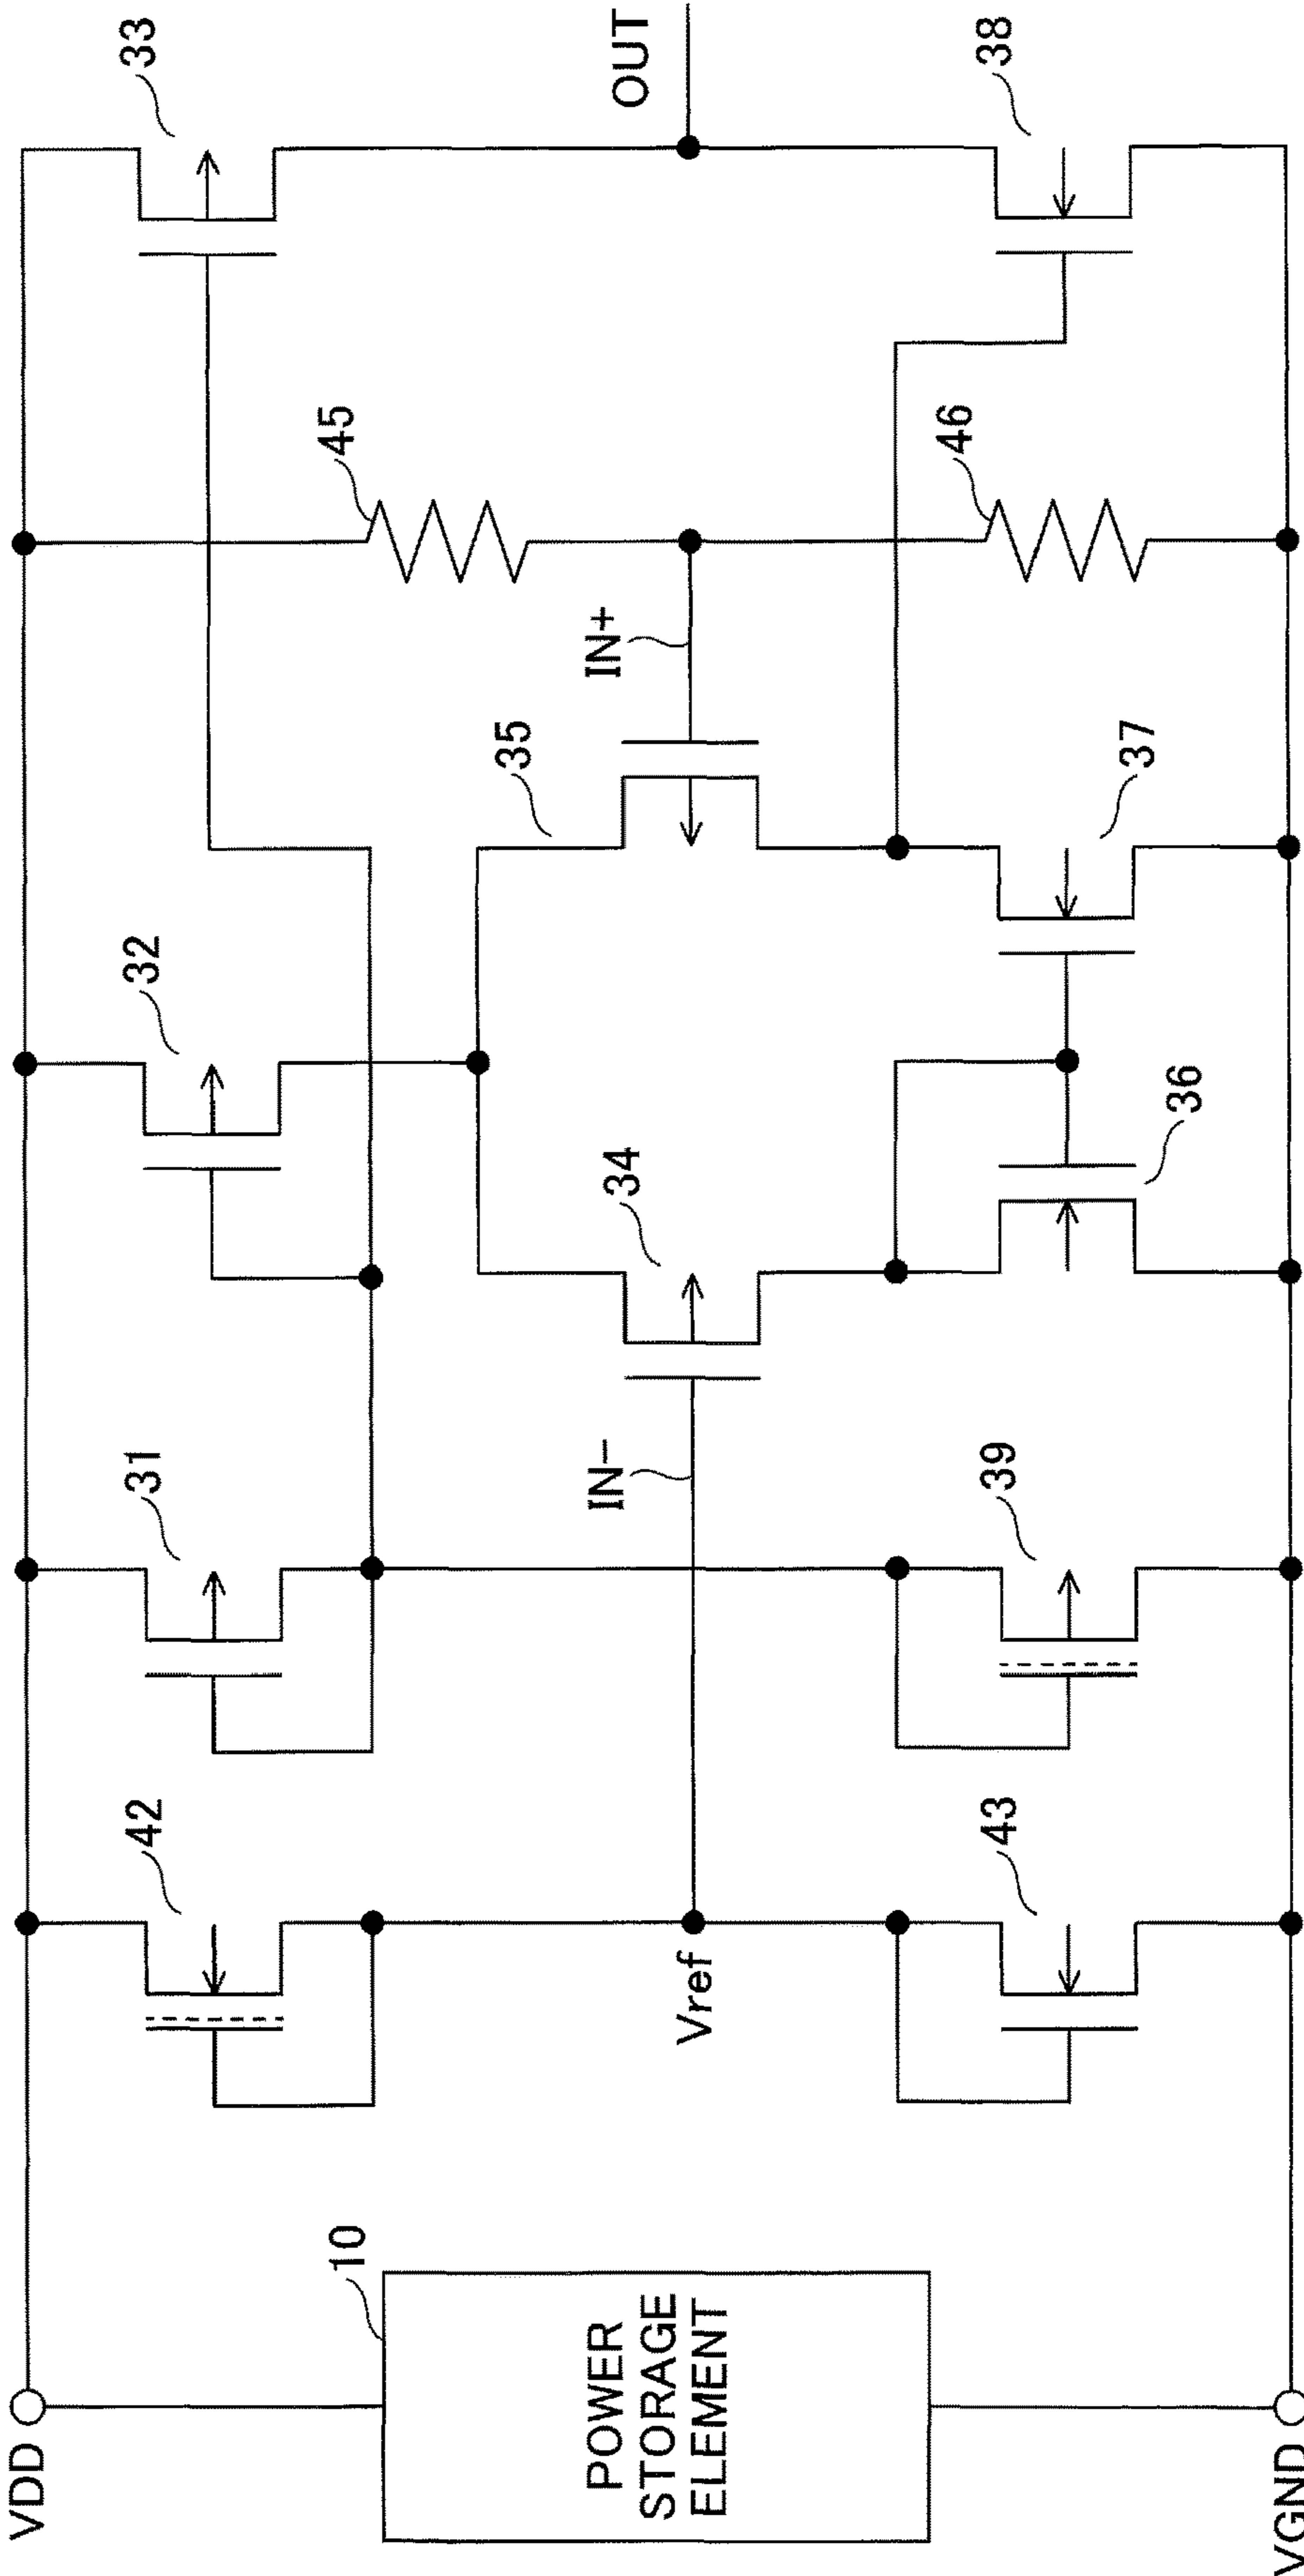 VDD
VGND
10
POWER
STORAGE
ELEMENT
42
43
Vref
31
39
IN−
34
32
36
35
37
IN+
45
46
33
38
OUT